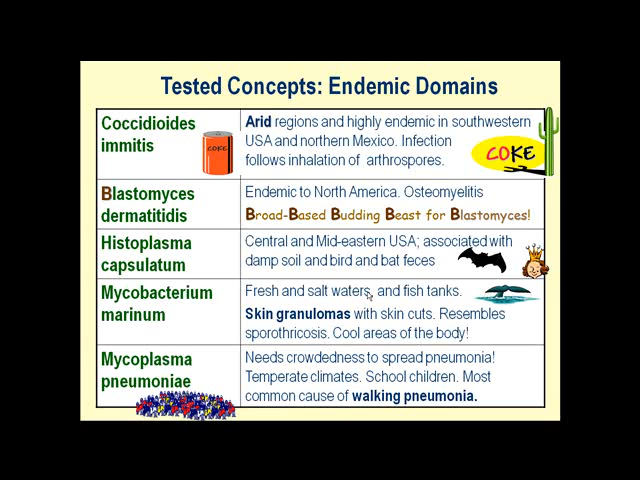 Tested Concepts: Endemic Domains
Coccidioides
immitis
COKE
Arid regions and highly endemic in southwestern
USA and northern Mexico. Infection
follows inhalation of arthrospores.
COKE
Blastomyces
dermatitidis
Endemic to North America. Osteomyelitis
Broad-Based Budding Beast for Blastomyces!
Histoplasma
capsulatum
Central and Mid-eastern USA; associated with
damp soil and bird and bat feces
Mycobacterium
marinum
Fresh and salt waters, and fish tanks.
Skin granulomas with skin cuts. Resembles
sporothricosis. Cool areas of the body!
Mycoplasma
pneumoniae
Needs crowdedness to spread pneumonia!
Temperate climates. School children. Most
common cause of walking pneumonia.